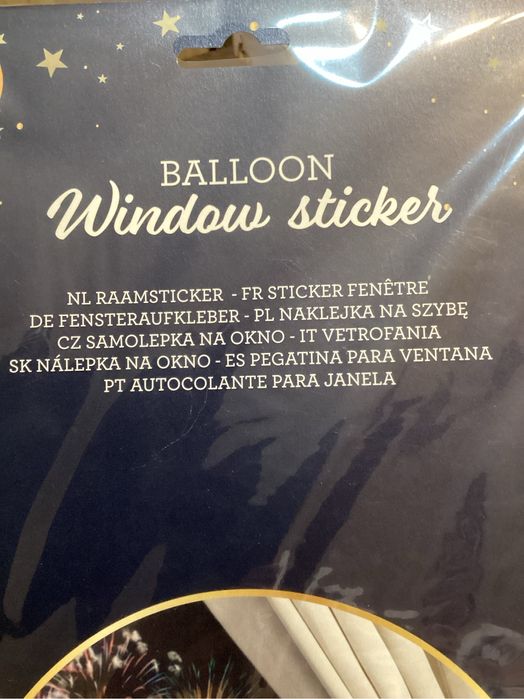 BALLOON
Window sticker
NL RAAMSTICKER - FR STICKER FENÊTRE
DE FENSTERAUFKLEBER - PL NAKLEJKA NA SZYBĘ
CZ SAMOLEPKA NA OKNO - IT VETROFANIA
SK NÁLEPKA NA OKNO - ES PEGATINA PARA VENTANA
PT AUTOCOLANTE PARA JANELA